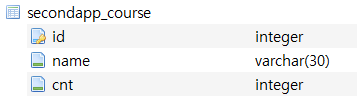 secondapp_course
id integer
name varchar(30)
cnt integer